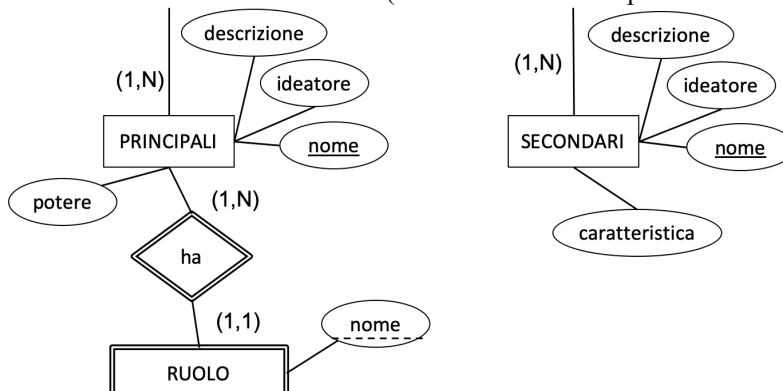 descrizione
descrizione
(1,N)
(1,N)
ideatore
ideatore
PRINCIPALI
nome
SECONDARI
nome
potere
(1,N)
caratteristica
ha
(1,1)
nome
RUOLO